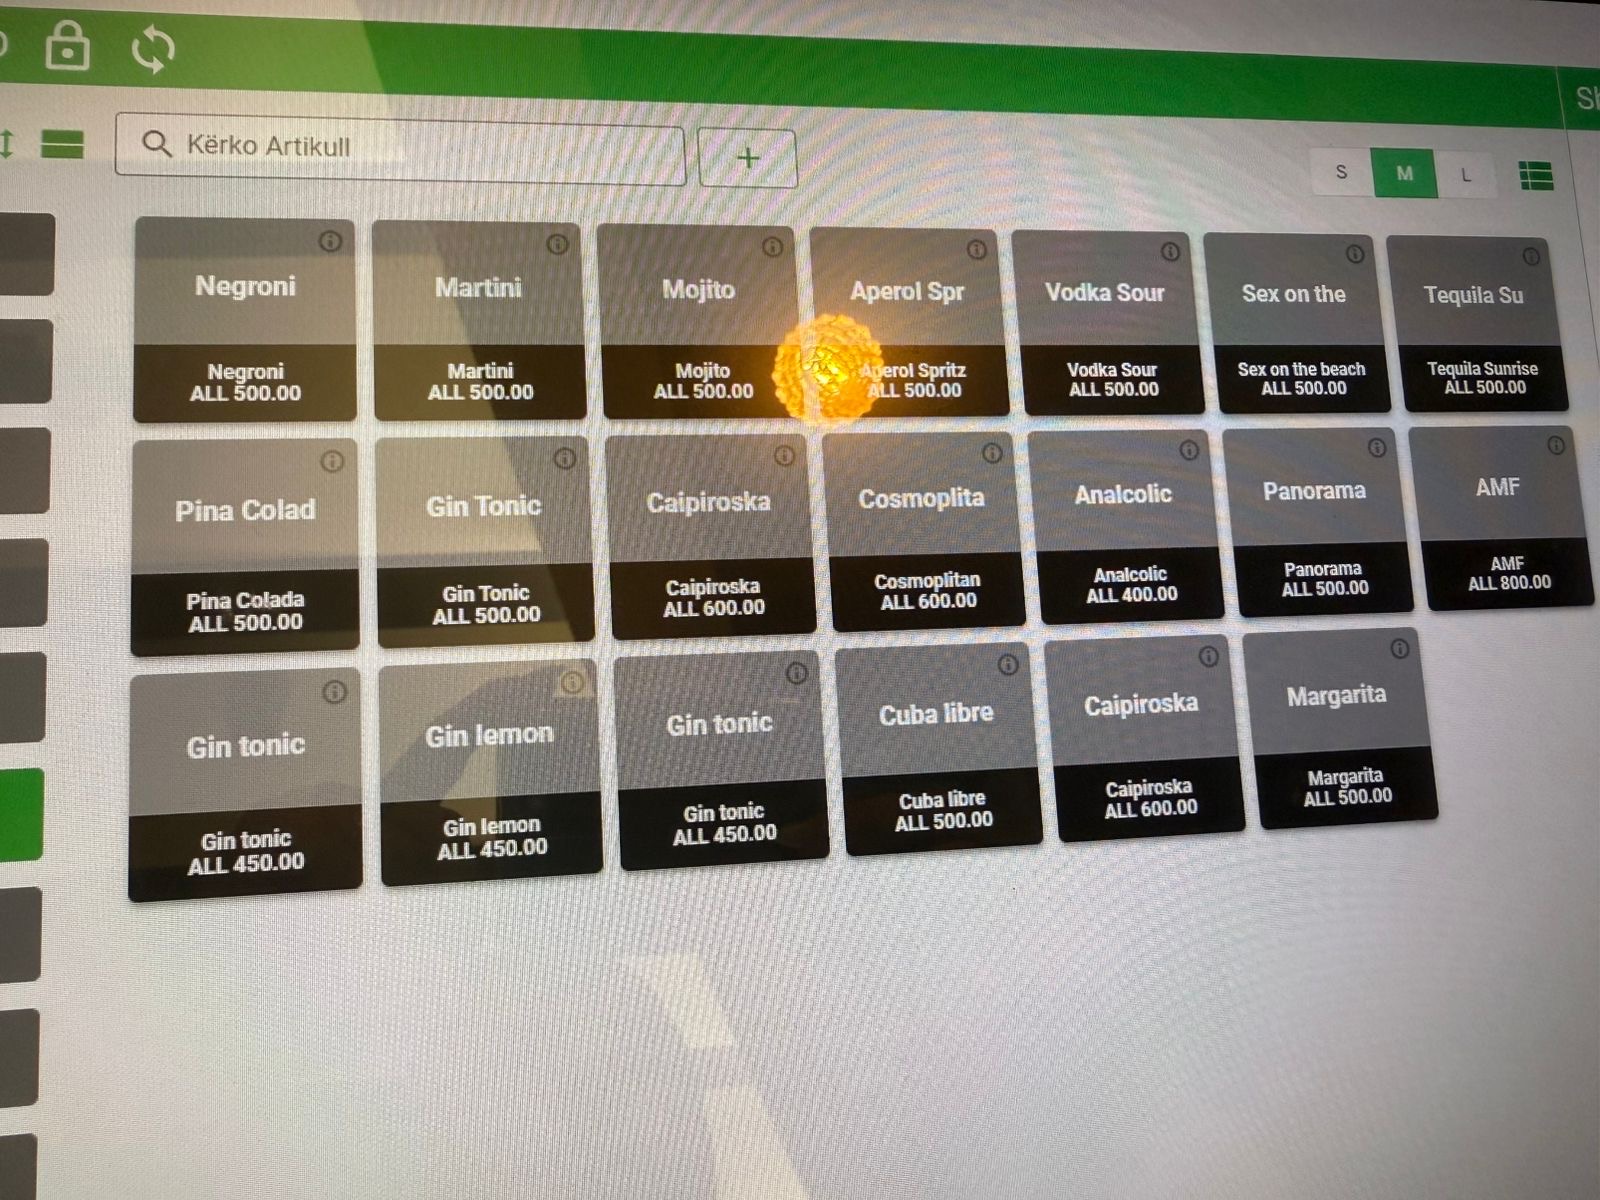 Kërko Artikull
+
S
M
L
Negroni
Negroni
ALL 500.00
Martini
Martini
ALL 500.00
Mojito
Mojito
ALL 500.00
Aperol Spr
Aperol Spritz
ALL 500.00
Vodka Sour
Vodka Sour
ALL 500.00
Sex on the
Sex on the beach
ALL 500.00
Tequila Su
Tequila Sunrise
ALL 500.00
Pina Colad
Pina Colada
ALL 500.00
Gin Tonic
Gin Tonic
ALL 500.00
Caipiroska
Caipiroska
ALL 600.00
Cosmoplita
Cosmoplitan
ALL 600.00
Analcolic
Analcolic
ALL 400.00
Panorama
Panorama
ALL 500.00
AMF
AMF
ALL 800.00
Gin tonic
Gin tonic
ALL 450.00
Gin lemon
Gin lemon
ALL 450.00
Gin tonic
Gin tonic
ALL 450.00
Cuba libre
Cuba libre
ALL 500.00
Caipiroska
Caipiroska
ALL 600.00
Margarita
Margarita
ALL 500.00